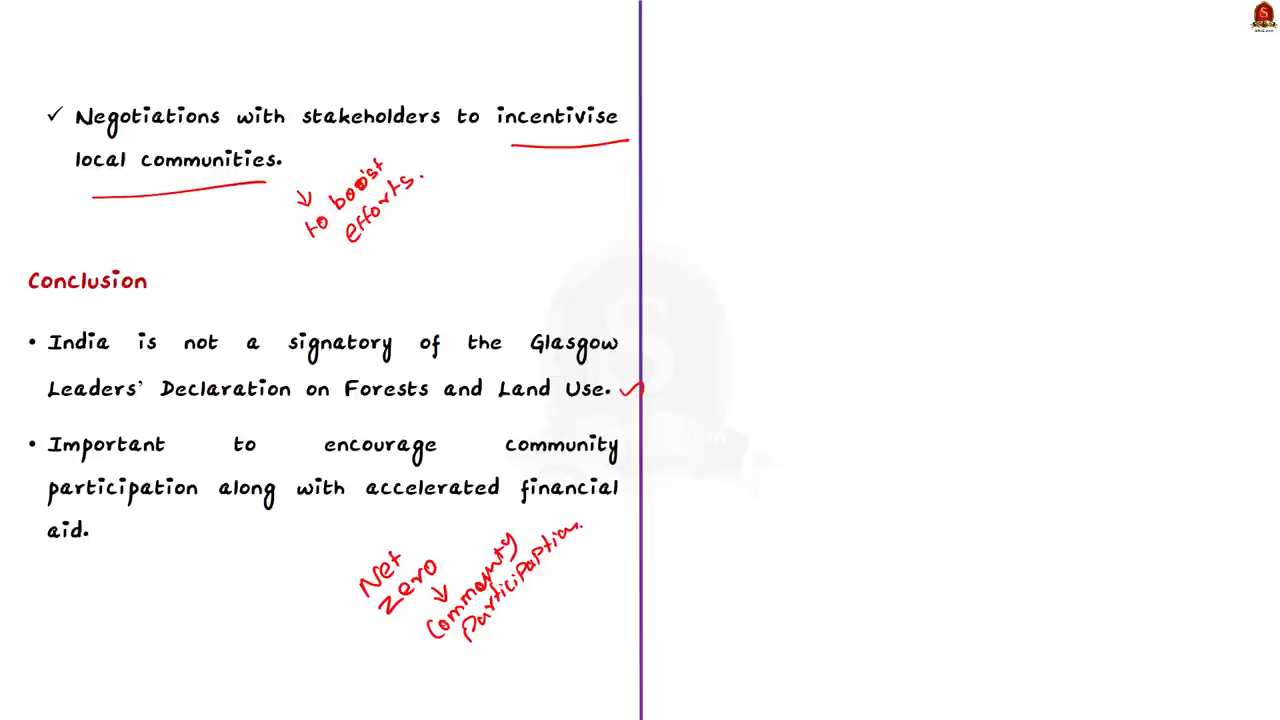 ✓ Negotiations with stakeholders to incentivise
local communities.
↓
to boost
efforts.
Conclusion
• India is not a signatory of the Glasgow
Leaders' Declaration on Forests and Land Use. ✓
• Important to encourage community
participation along with accelerated financial
aid.
Net
zero
↓
Community
Participaption.